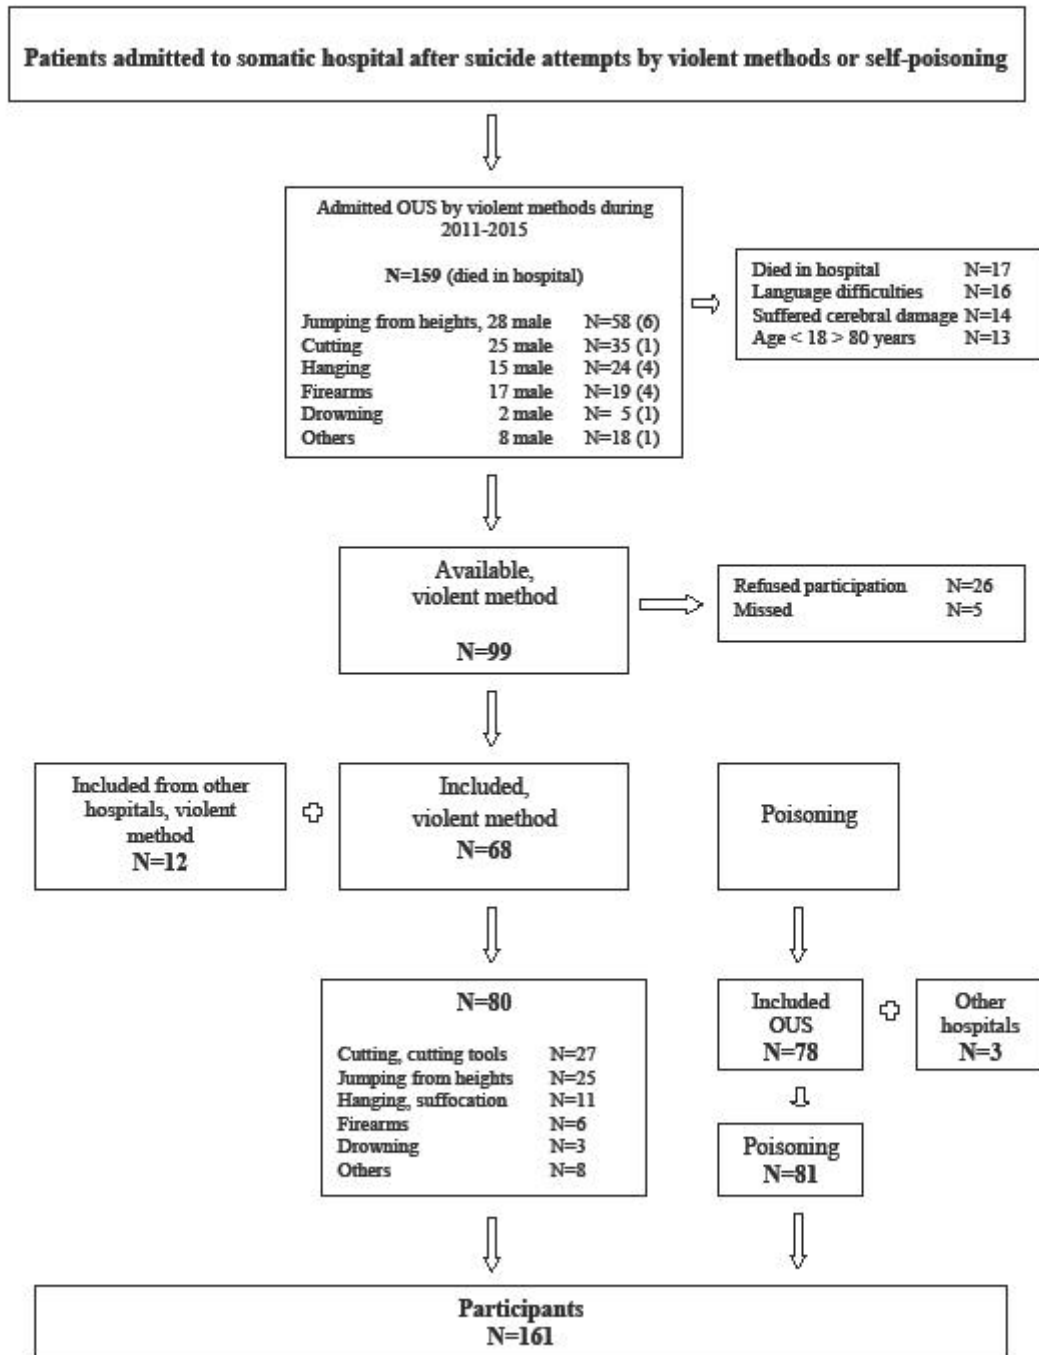 Patients admitted to somatic hospital after suicide attempts by violent methods or self-poisoning
Admitted OUS by violent methods during
2011-2015
N=159 (died in hospital)
Jumping from heights, 28 male N=58 (6)
Cutting 25 male N=35 (1)
Hanging 15 male N=24 (4)
Firearms 17 male N=19 (4)
Drowning 2 male N= 5 (1)
Others 8 male N=18 (1)
Died in hospital N=17
Language difficulties N=16
Suffered cerebral damage N=14
Age < 18 > 80 years N=13
Available,
violent method
N=99
Refused participation N=26
Missed N=5
Included from other
hospitals, violent
method
N=12
Included,
violent method
N=68
Poisoning
N=80
Cutting, cutting tools N=27
Jumping from heights N=25
Hanging, suffocation N=11
Firearms N=6
Drowning N=3
Others N=8
Included
OUS
N=78
Other
hospitals
N=3
Poisoning
N=81
Participants
N=161